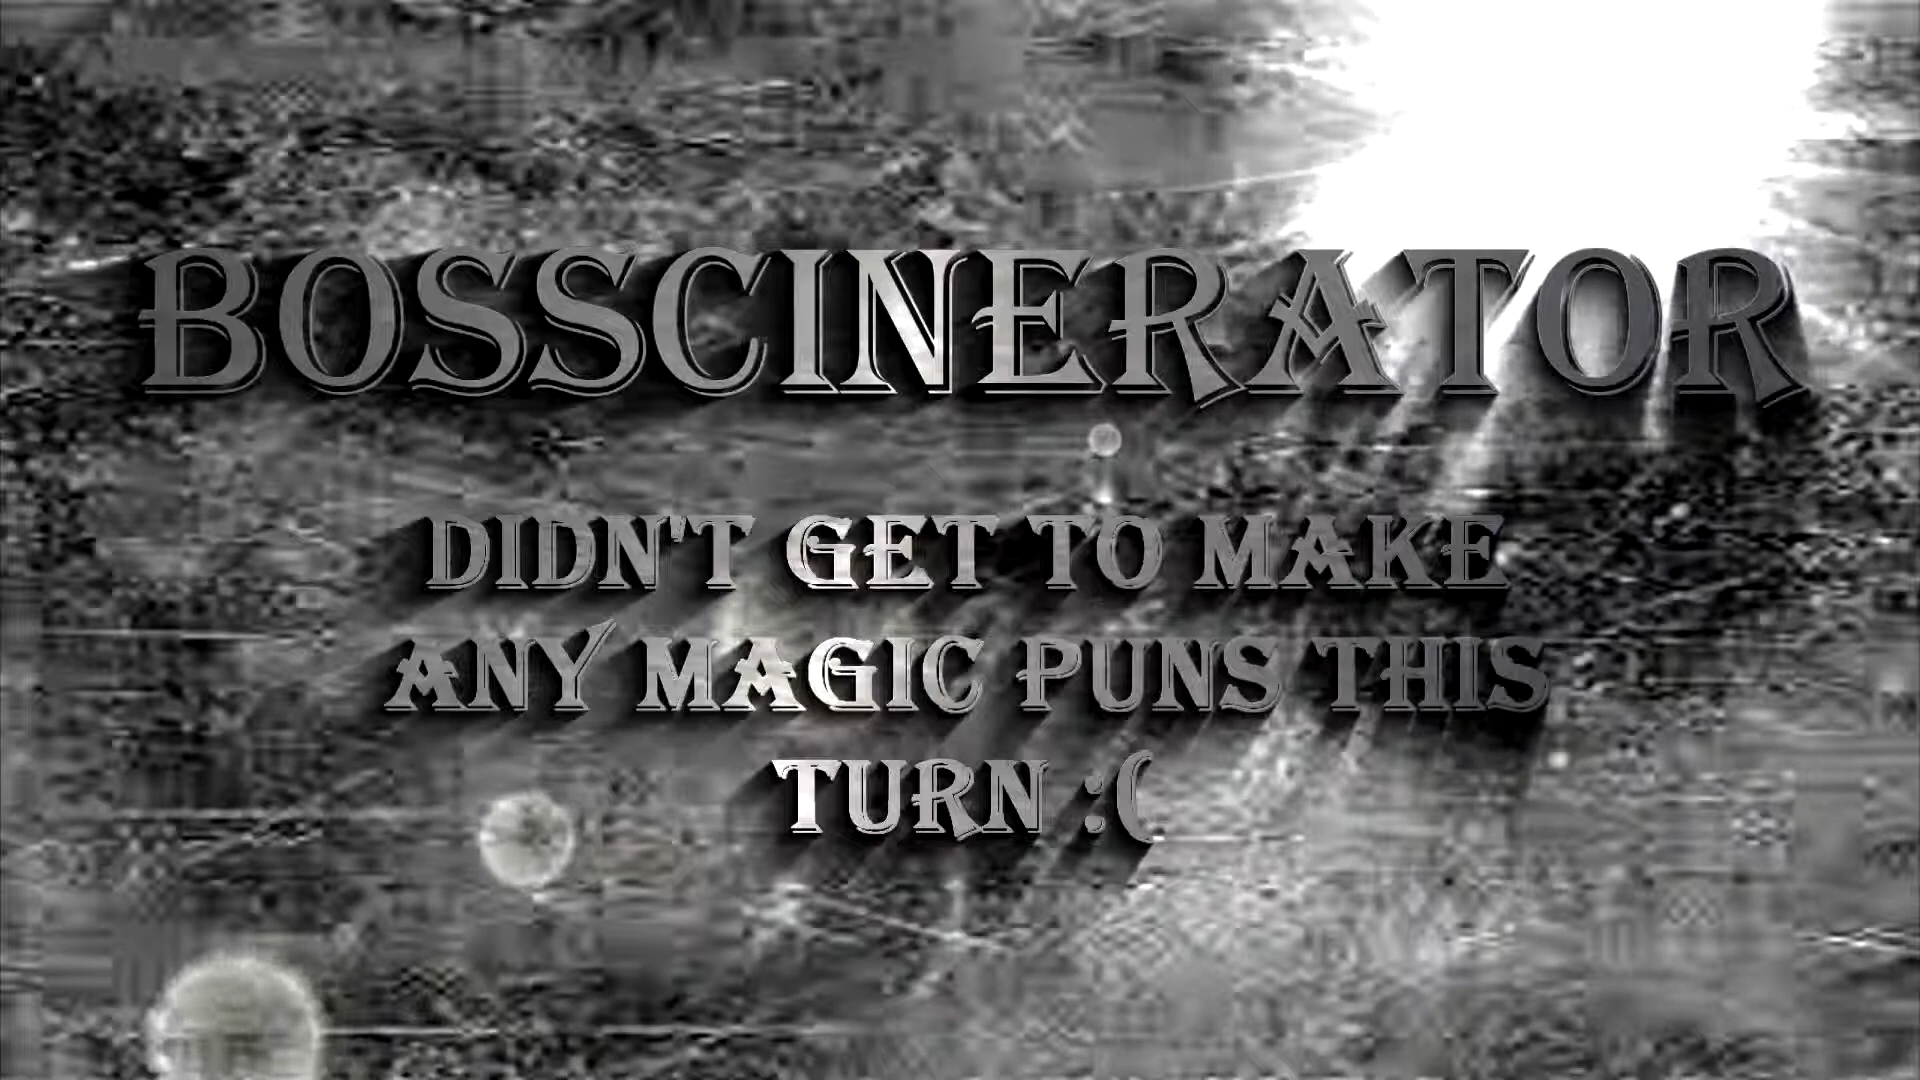 BOSSCINERATOR
DIDN'T GET TO MAKE
ANY MAGIC PUNS THIS
TURN :(